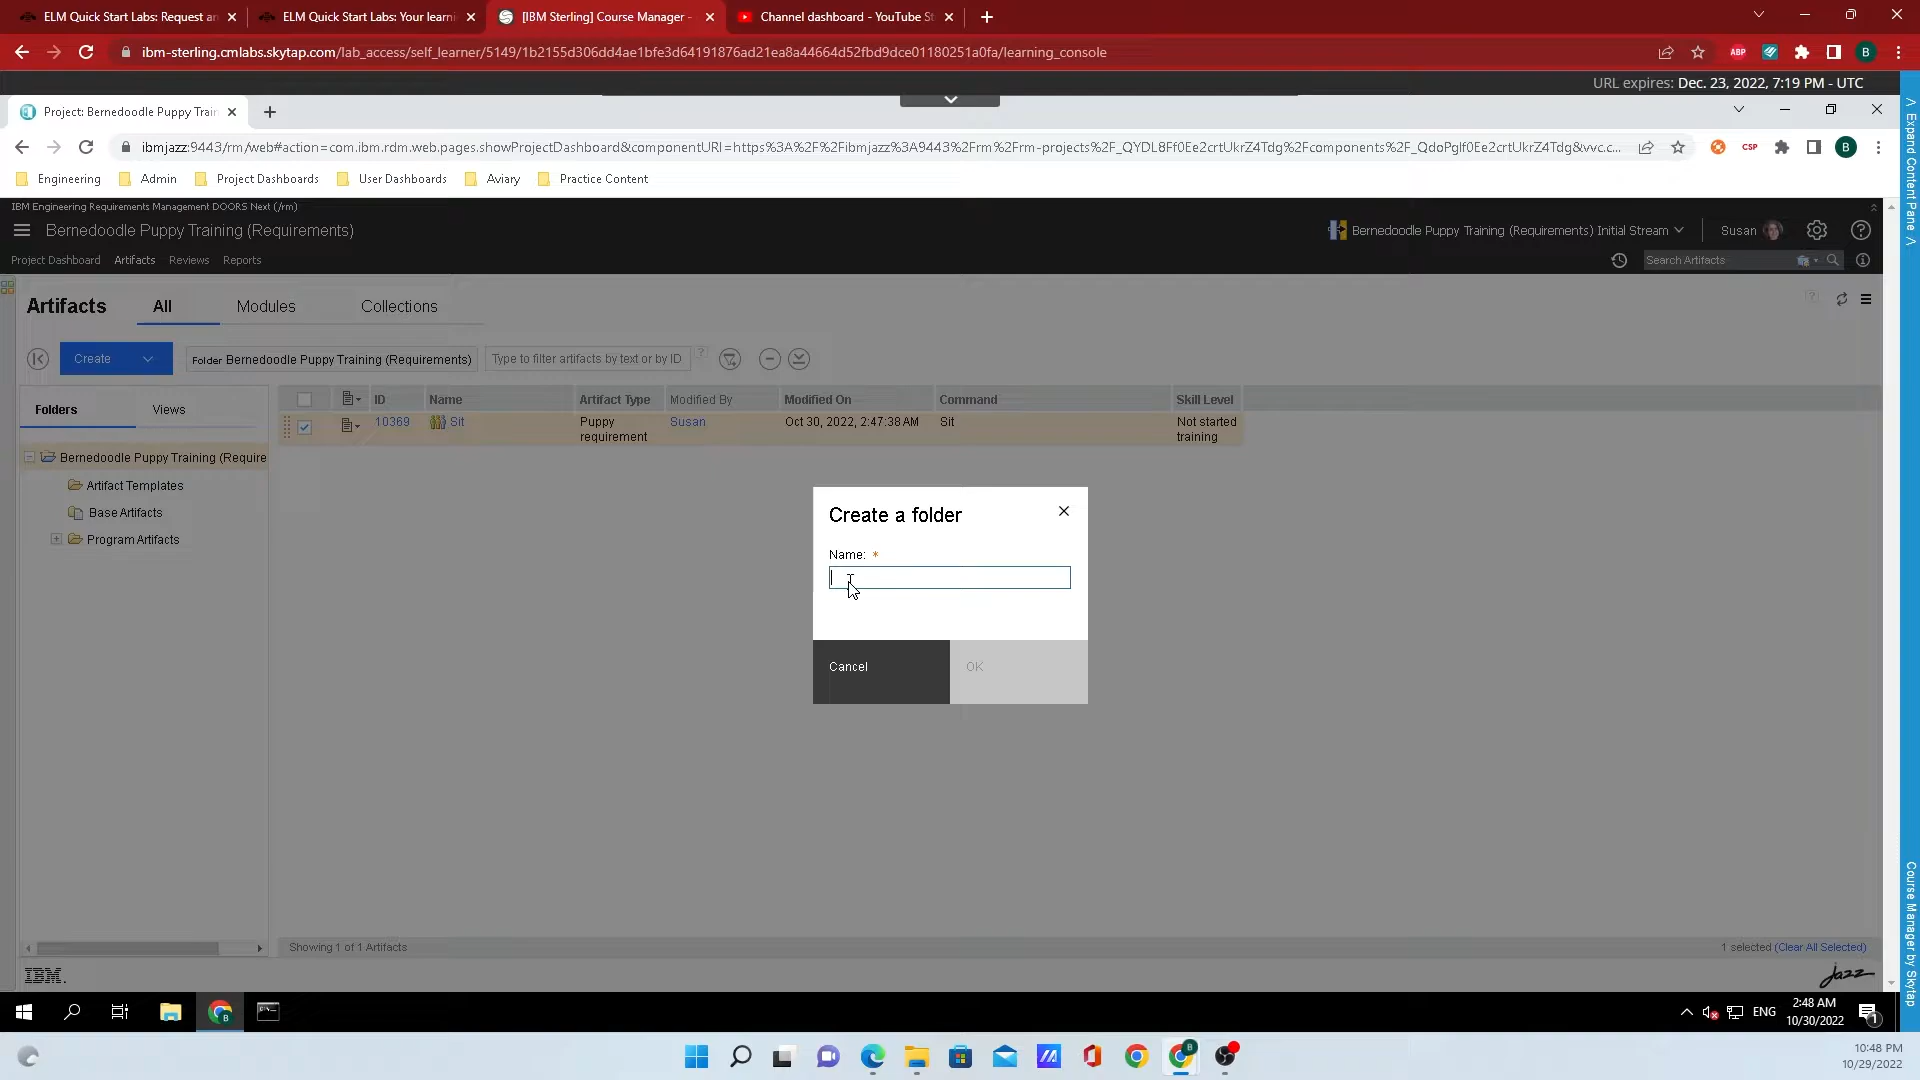 ELM Quick Start Labs: Request an
ELM Quick Start Labs: Your learni
[IBM Sterling] Course Manager -
Channel dashboard - YouTube St
ibm-sterling.cmlabs.skytap.com/lab_access/self_learner/5149/1b2155d306dd4ae1bfe3d64191876ad21ea8a44664d52fbd9dce01180251a0fa/learning_console
ABP
B
URL expires: Dec. 23, 2022, 7:19 PM - UTC
Project: Bernedoodle Puppy Train
ibmjazz:9443/rm/web#action=com.ibm.rdm.web.pages.showProjectDashboard&componentURI=https%3A%2F%2Fibmjazz%3A9443%2Frm%2Frm-projects%2F_QYDL8Ff0Ee2crtUkrZ4Tdg%2Fcomponents%2F_QdoPgIf0Ee2crtUkrZ4Tdg&vvc.c...
CSP
B
Engineering
Admin
Project Dashboards
User Dashboards
Aviary
Practice Content
< Expand Content Pane <
IBM Engineering Requirements Management DOORS Next (/rm)
Bernedoodle Puppy Training (Requirements)
Bernedoodle Puppy Training (Requirements) Initial Stream
Susan
Project Dashboard
Artifacts
Reviews
Reports
Search Artifacts
Artifacts
All
Modules
Collections
Create
Folder Bernedoodle Puppy Training (Requirements)
Type to filter artifacts by text or by ID
Folders
Views
ID
Name
Artifact Type
Modified By
Modified On
Command
Skill Level
10369
Sit
Puppy requirement
Susan
Oct 30, 2022, 2:47:38 AM
Sit
Not started training
Bernedoodle Puppy Training (Require
Artifact Templates
Base Artifacts
Program Artifacts
Create a folder
Name: *
Cancel
OK
Showing 1 of 1 Artifacts
1 selected (Clear All Selected)
IBM.
Jazz
Course Manager by Skytap
ENG
2:48 AM
10/30/2022
1
10:48 PM
10/29/2022